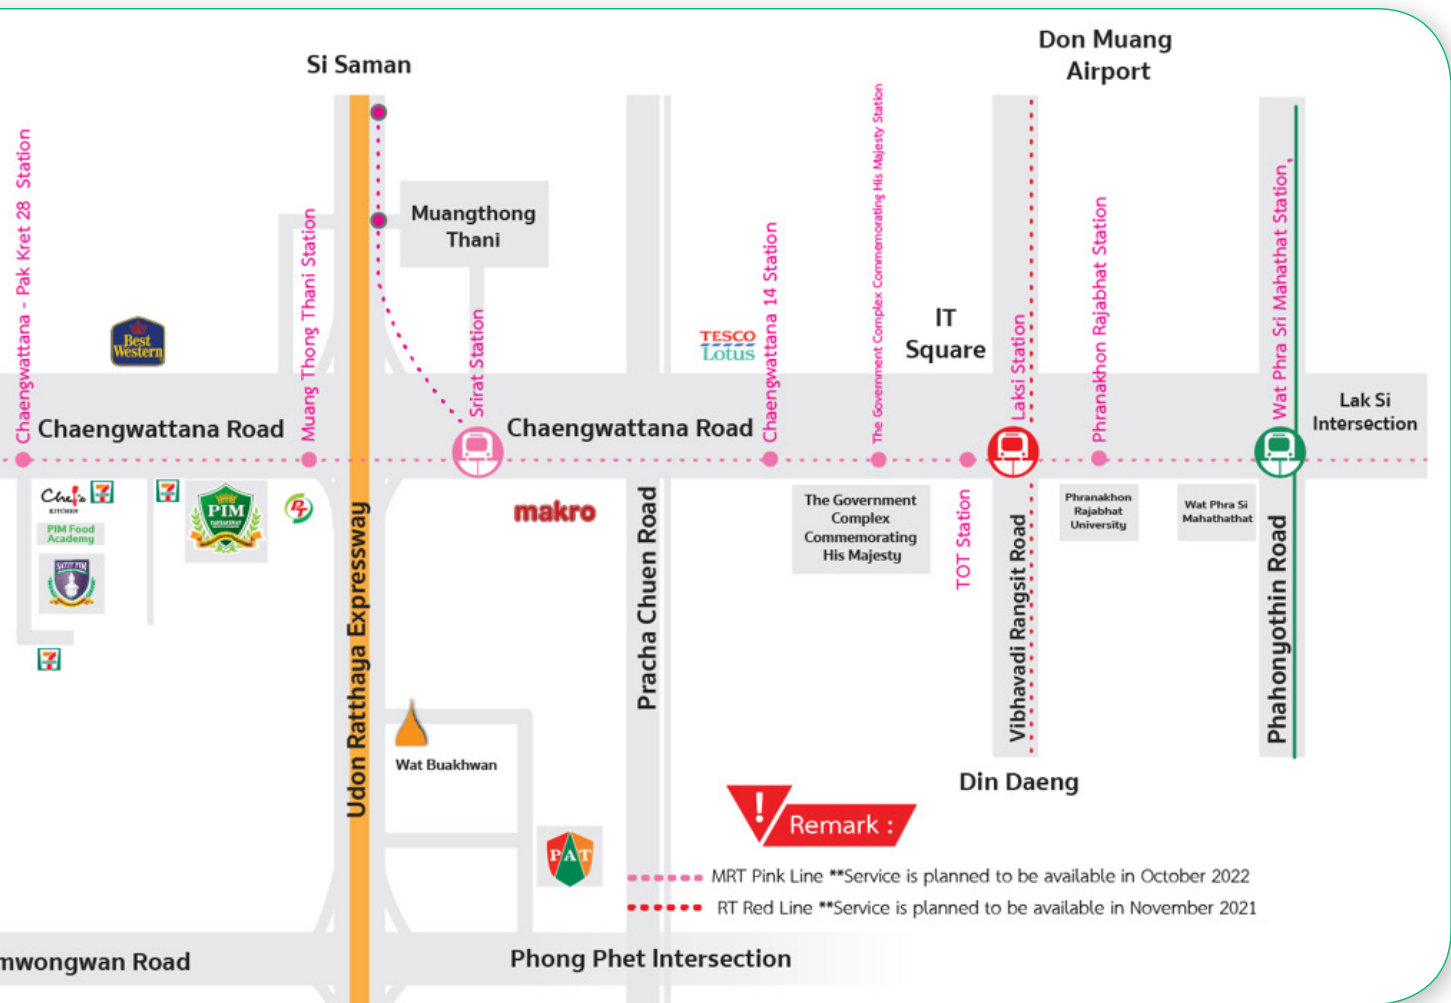 Si Saman
Don Muang
Airport
Chaengwattana - Pak Kret 28 Station
Muang Thong Thani Station
Muangthong
Thani
Srirat Station
Chaengwattana 14 Station
The Government Complex Commemorating His Majesty Station
IT
Square
Laksi Station
Phranakhon Rajabhat Station
Wat Phra Sri Mahathat Station
Best
Western
TESCO
Lotus
Chaengwattana Road
Chaengwattana Road
Lak Si
Intersection
Chef's
KITCHEN
PIM Food
Academy
SATIT PIM
PIM
PT
makro
The Government
Complex
Commemorating
His Majesty
TOT Station
Phranakhon
Rajabhat
University
Wat Phra Si
Mahathathat
Udon Ratthaya Expressway
Pracha Chuen Road
Vibhavadi Rangsit Road
Phahonyothin Road
Wat Buakhwan
Din Daeng
PAT
! Remark :
MRT Pink Line **Service is planned to be available in October 2022
RT Red Line **Service is planned to be available in November 2021
mwongwan Road
Phong Phet Intersection